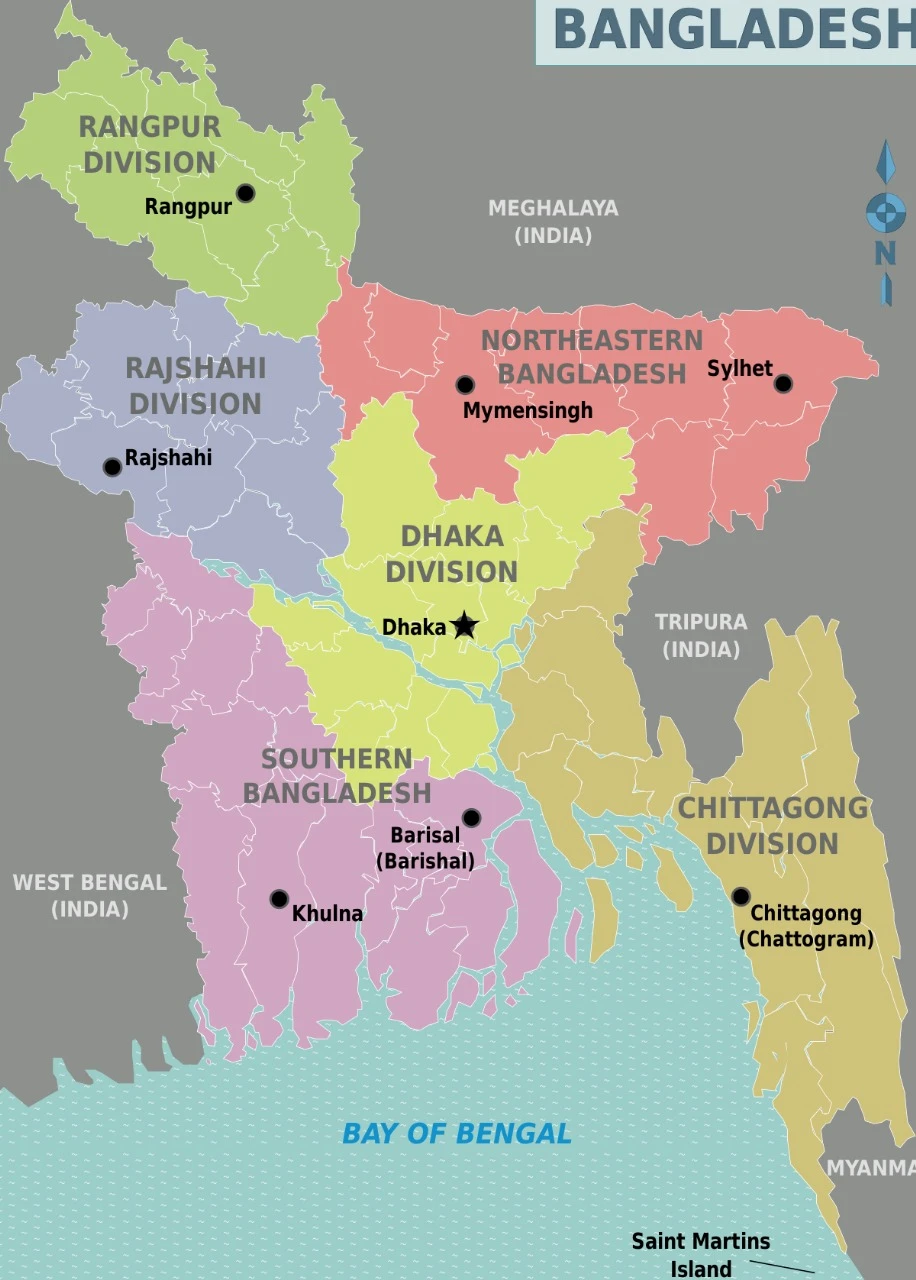 BANGLADESH
RANGPUR
DIVISION
Rangpur
MEGHALAYA
(INDIA)
N
NORTHEASTERN
BANGLADESH
Sylhet
Mymensingh
RAJSHAHI
DIVISION
Rajshahi
DHAKA
DIVISION
Dhaka
TRIPURA
(INDIA)
SOUTHERN
BANGLADESH
Barisal
(Barishal)
CHITTAGONG
DIVISION
WEST BENGAL
(INDIA)
Khulna
Chittagong
(Chattogram)
BAY OF BENGAL
MYANMA
Saint Martins
Island